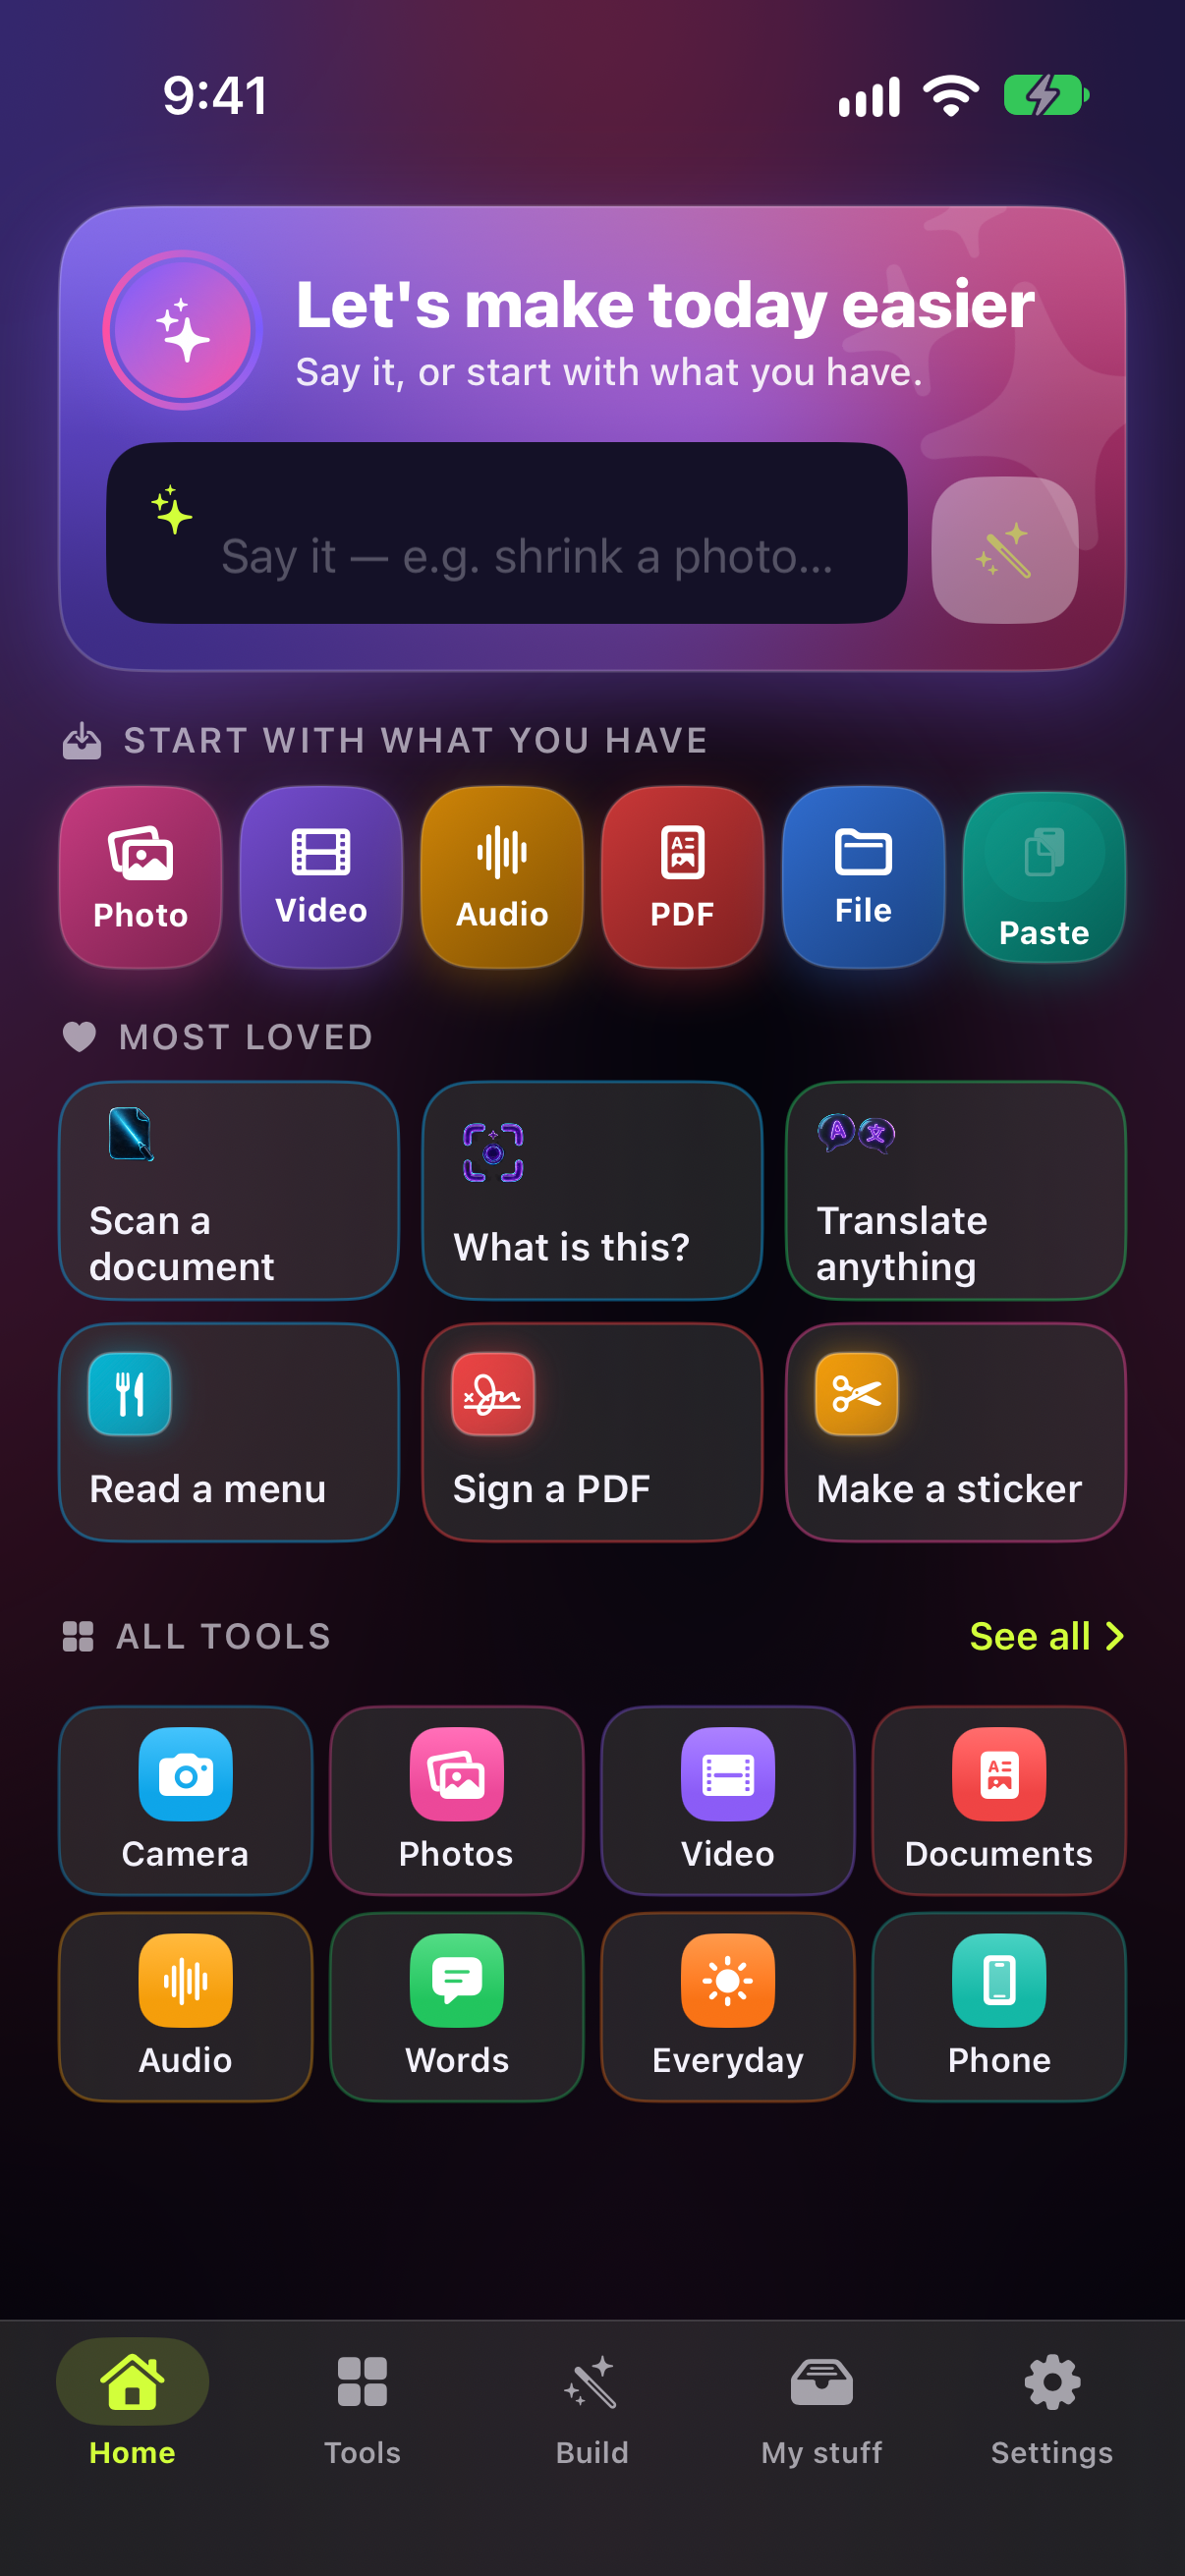 9:41
Let's make today easier
Say it, or start with what you have.
Say it — e.g. shrink a photo...
START WITH WHAT YOU HAVE
Photo
Video
Audio
PDF
File
Paste
MOST LOVED
Scan a
document
What is this?
Translate
anything
Read a menu
Sign a PDF
Make a sticker
ALL TOOLS
See all
Camera
Photos
Video
Documents
Audio
Words
Everyday
Phone
Home
Tools
Build
My stuff
Settings